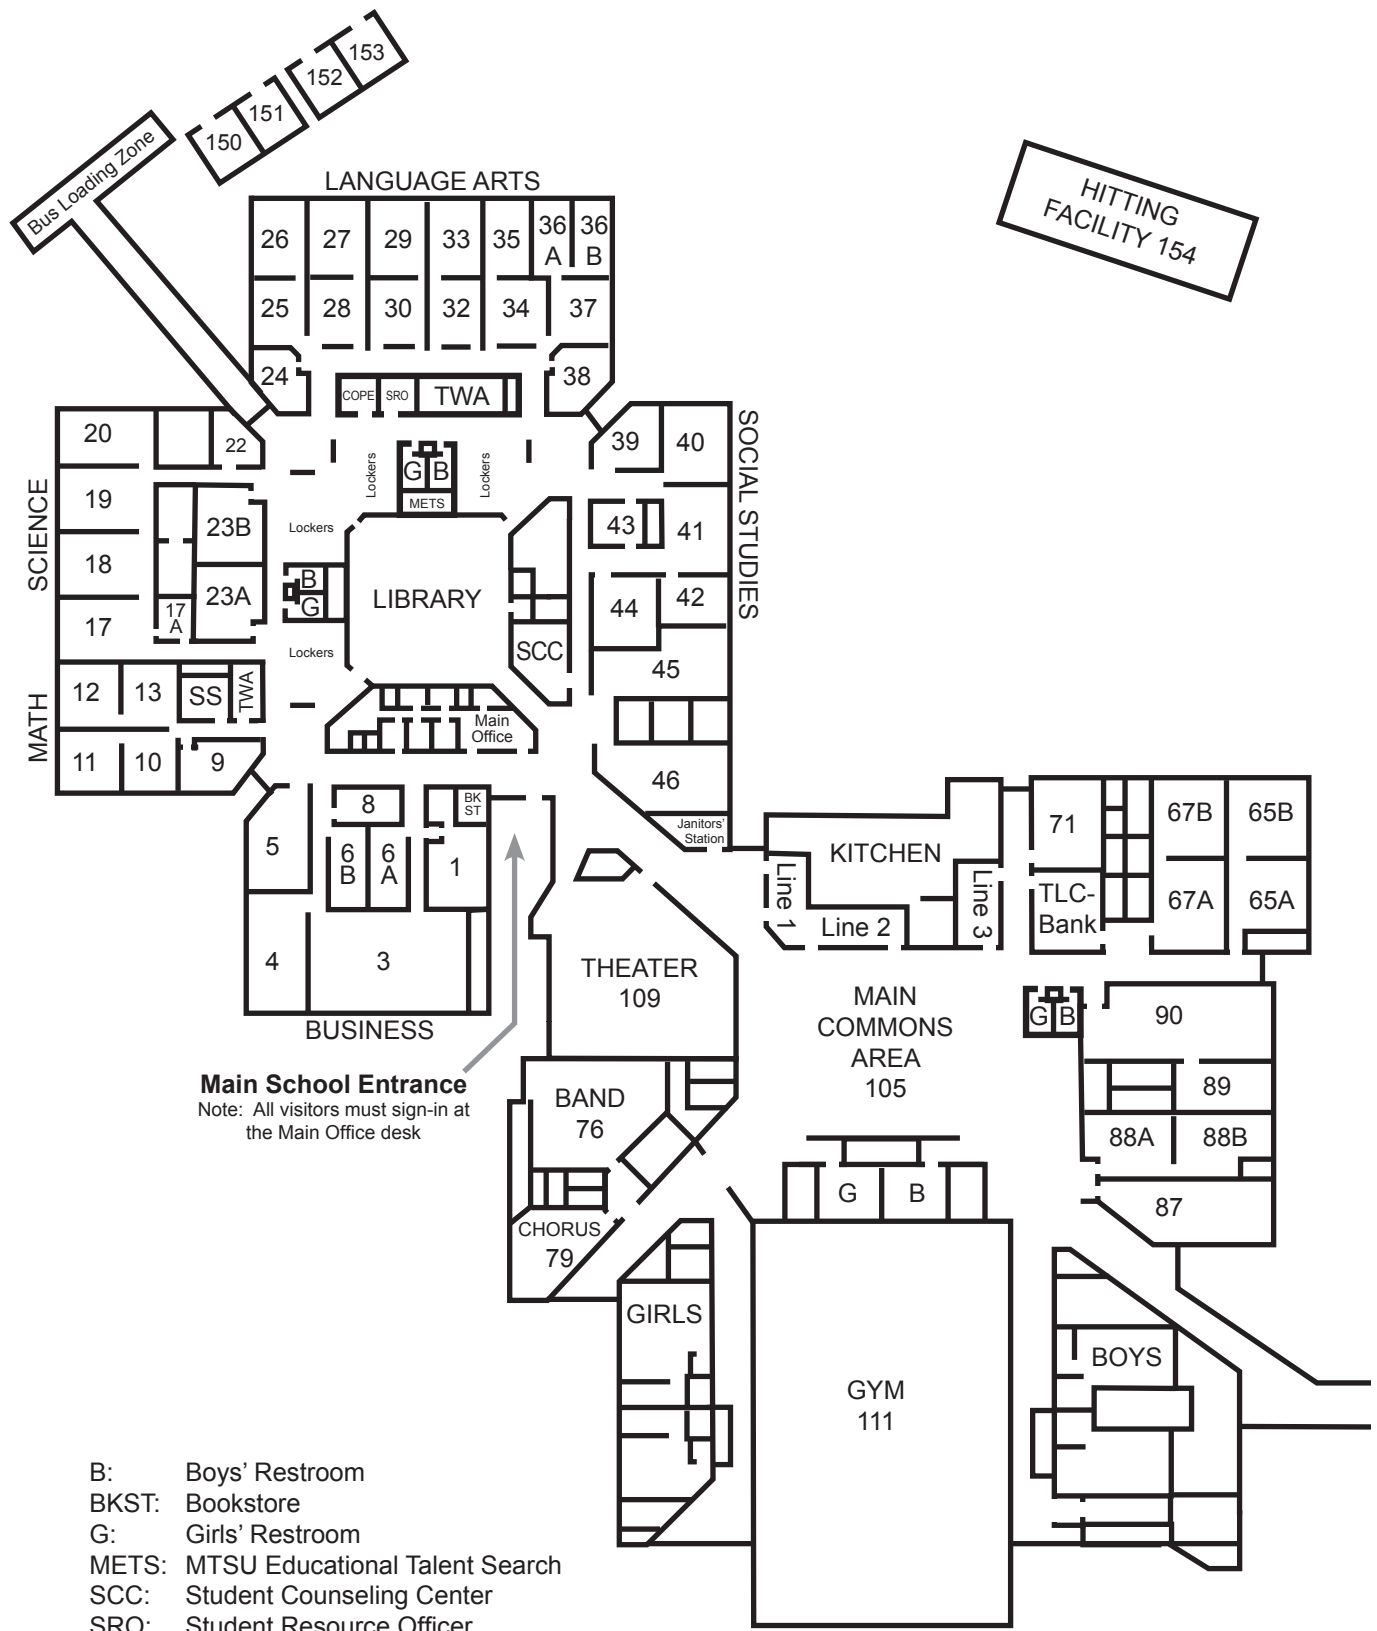 153
152
151
150
Bus Loading Zone
LANGUAGE ARTS
HITTING
FACILITY 154
26
27
29
33
35
36
A
36
B
25
28
30
32
34
37
24
COPE
SRO
TWA
38
20
22
39
40
SOCIAL STUDIES
SCIENCE
Lockers
G
B
Lockers
METS
19
23B
Lockers
43
41
18
23A
B
G
LIBRARY
44
42
17
17
A
Lockers
SCC
45
MATH
12
13
SS
TWA
Main
Office
11
10
9
46
8
BK
ST
Janitors'
Station
5
6
B
6
A
1
KITCHEN
Line 1
Line 2
Line 3
71
67B
65B
TLC-
Bank
67A
65A
4
3
THEATER
109
MAIN
COMMONS
AREA
105
G
B
90
BUSINESS
Main School Entrance
Note: All visitors must sign-in at
the Main Office desk
BAND
76
89
88A
88B
G
B
87
CHORUS
79
GIRLS
BOYS
GYM
111
B: Boys' Restroom
BKST: Bookstore
G: Girls' Restroom
METS: MTSU Educational Talent Search
SCC: Student Counseling Center
SRO: Student Resource Officer